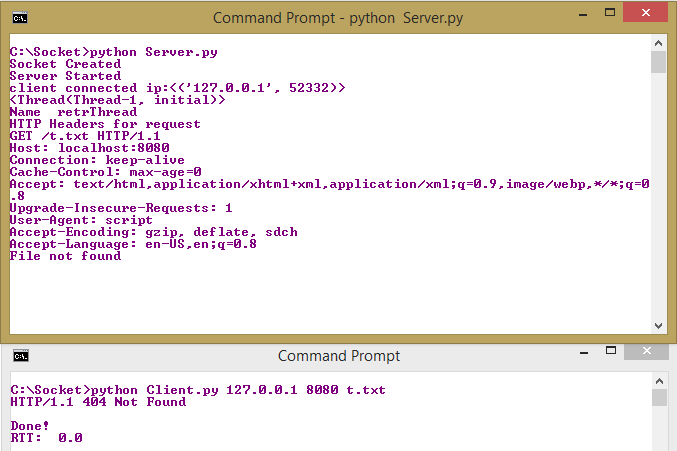 Command Prompt - python  Server.py
C:\Socket>python Server.py
Socket Created
Server Started
client connected ip:<('127.0.0.1', 52332)>
<Thread(Thread-1, initial)>
Name  retrThread
HTTP Headers for request
GET /t.txt HTTP/1.1
Host: localhost:8080
Connection: keep-alive
Cache-Control: max-age=0
Accept: text/html,application/xhtml+xml,application/xml;q=0.9,image/webp,*/*;q=0
.8
Upgrade-Insecure-Requests: 1
User-Agent: script
Accept-Encoding: gzip, deflate, sdch
Accept-Language: en-US,en;q=0.8
File not found
Command Prompt
C:\Socket>python Client.py 127.0.0.1 8080 t.txt
HTTP/1.1 404 Not Found
Done!
RTT:  0.0